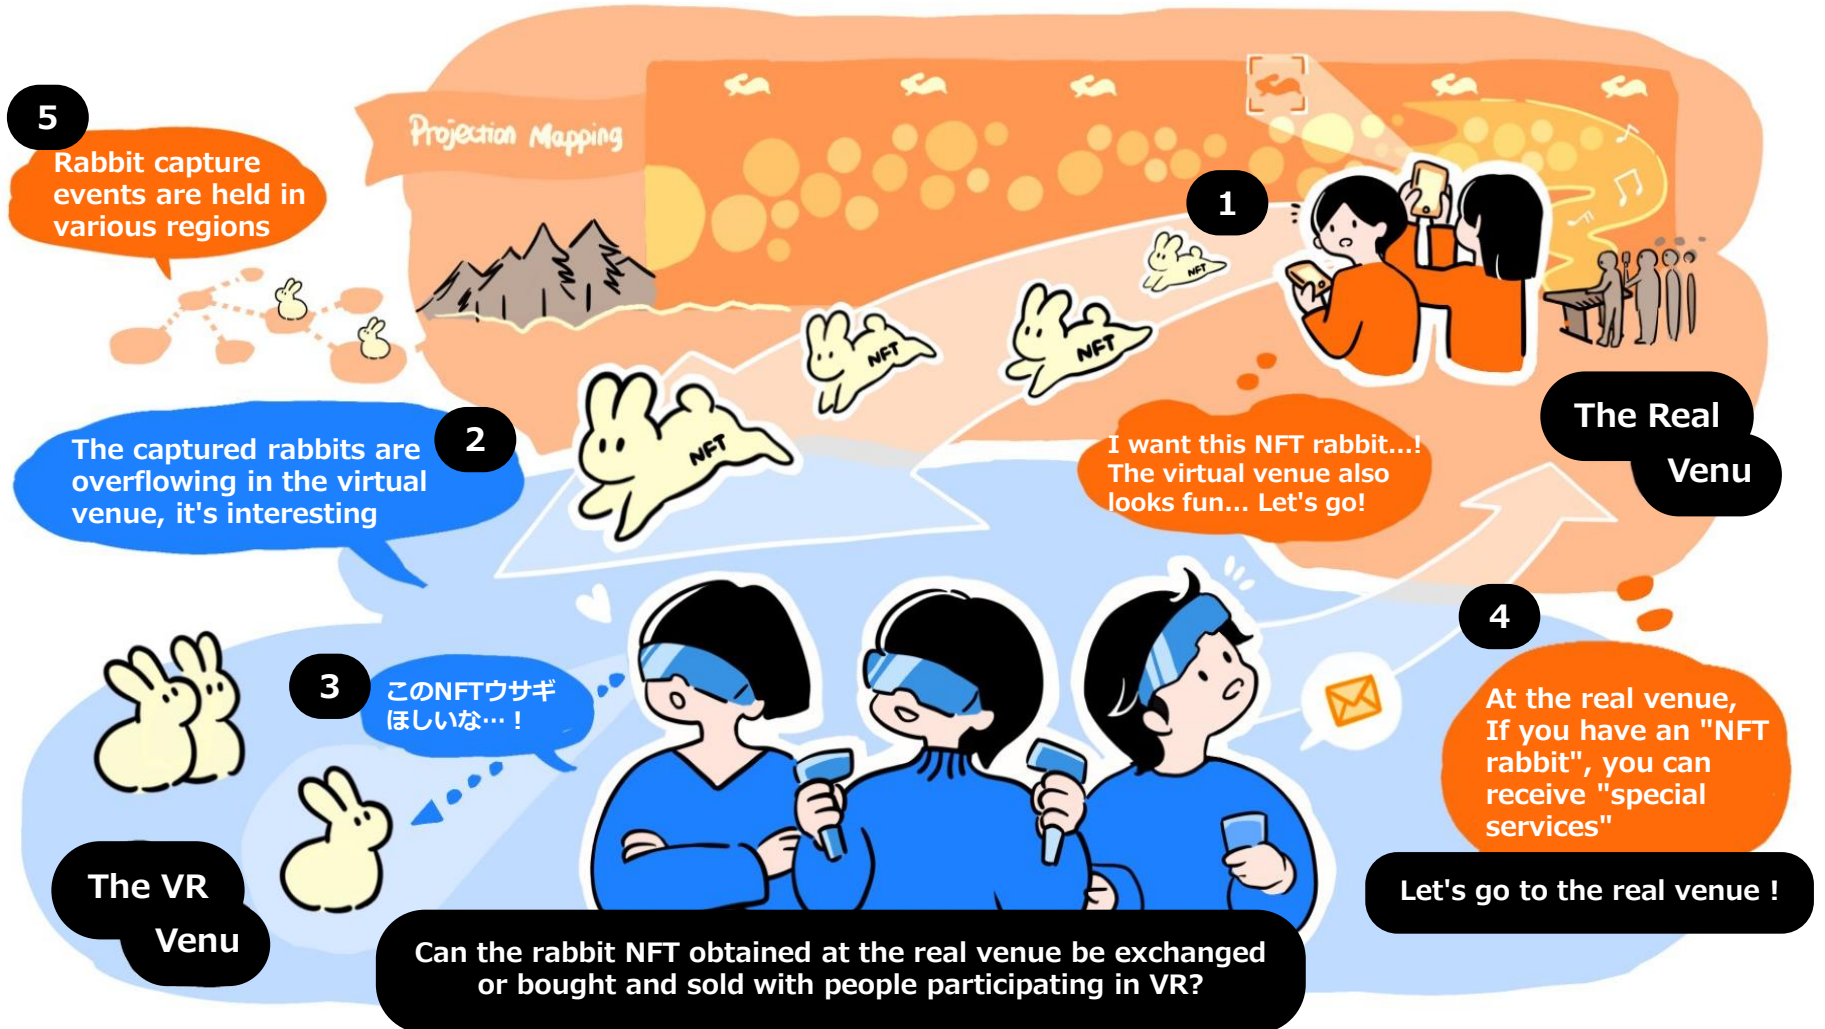 5
Rabbit capture
events are held in
various regions
Projection Mapping
1
NFT
NFT
NFT
NFT
The captured rabbits are
overflowing in the virtual
venue, it's interesting
2
I want this NFT rabbit...!
The virtual venue also
looks fun... Let's go!
The Real
Venu
3
このNFTウサギ
ほしいな…！
4
At the real venue,
If you have an "NFT
rabbit", you can
receive "special
services"
Let's go to the real venue !
The VR
Venu
Can the rabbit NFT obtained at the real venue be exchanged
or bought and sold with people participating in VR?